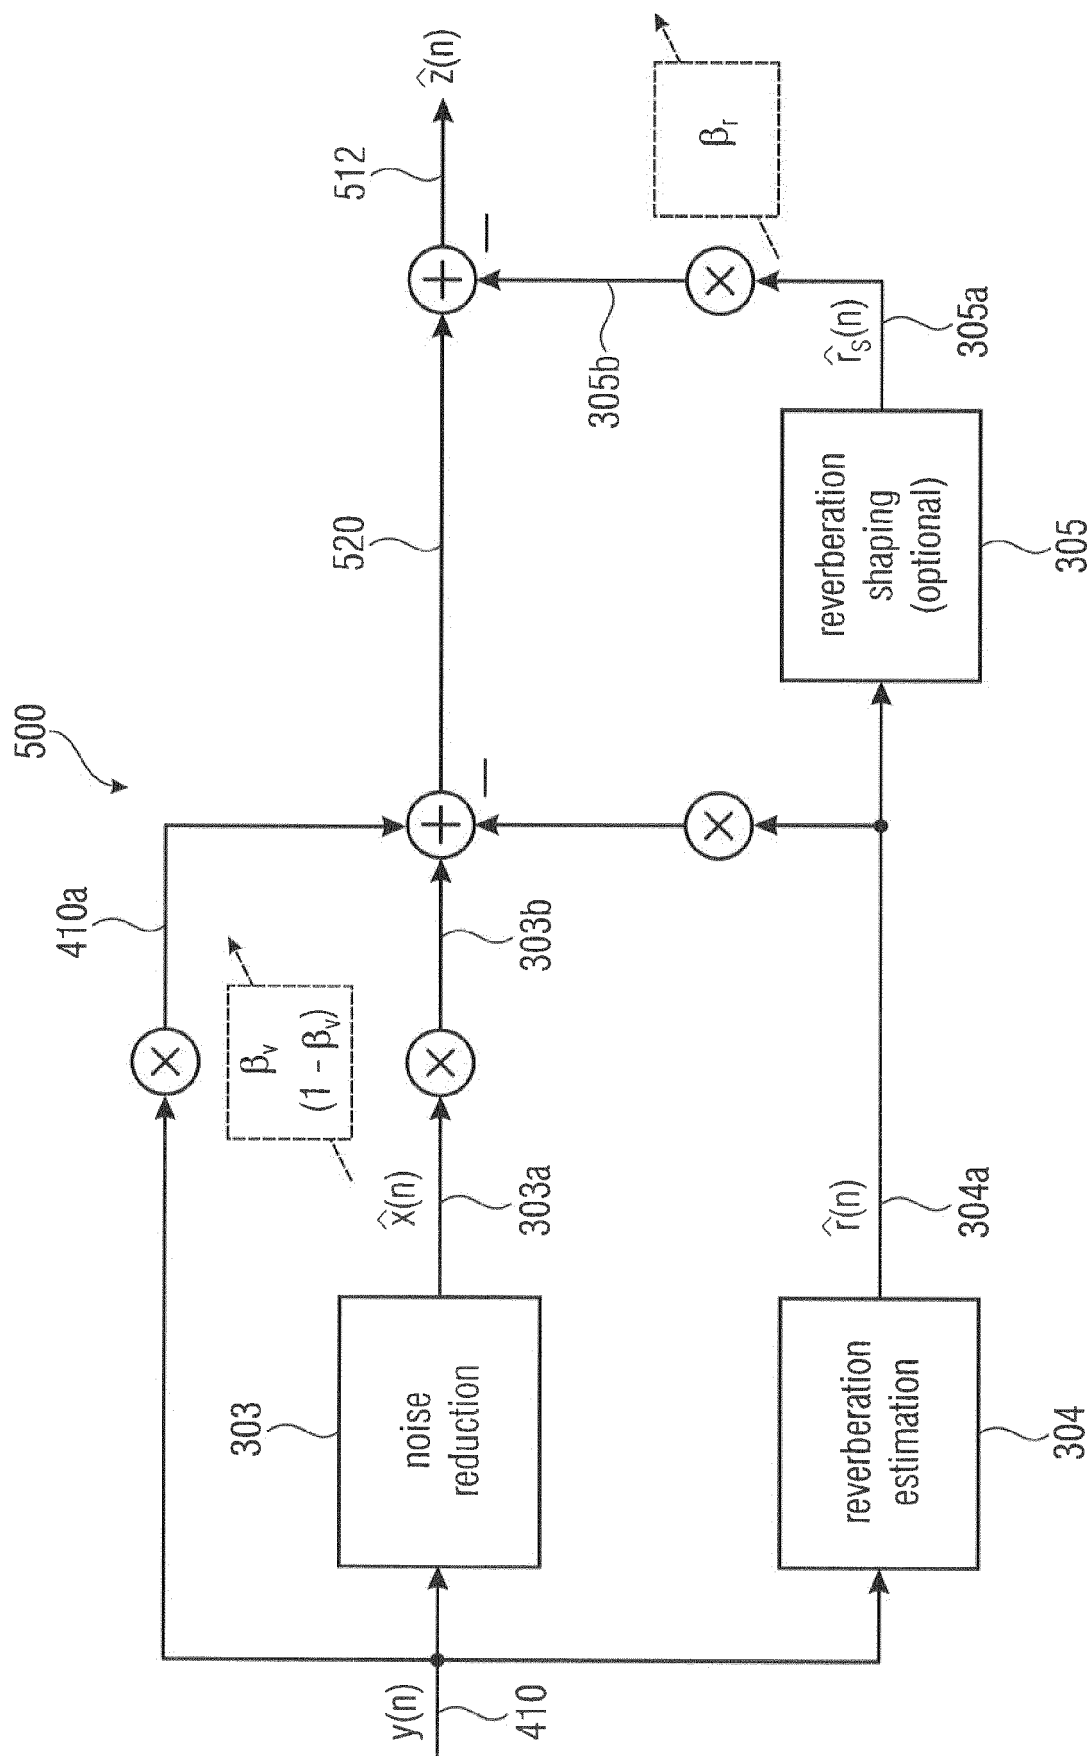 500
410a
512
ẑ(n)
520
β_v
(1 – β_v)
303
noise
reduction
x̂(n)
303a
303b
–
–
305b
β_r
y(n)
410
reverberation
estimation
304
r̂(n)
304a
reverberation
shaping
(optional)
305
r̂_S(n)
305a